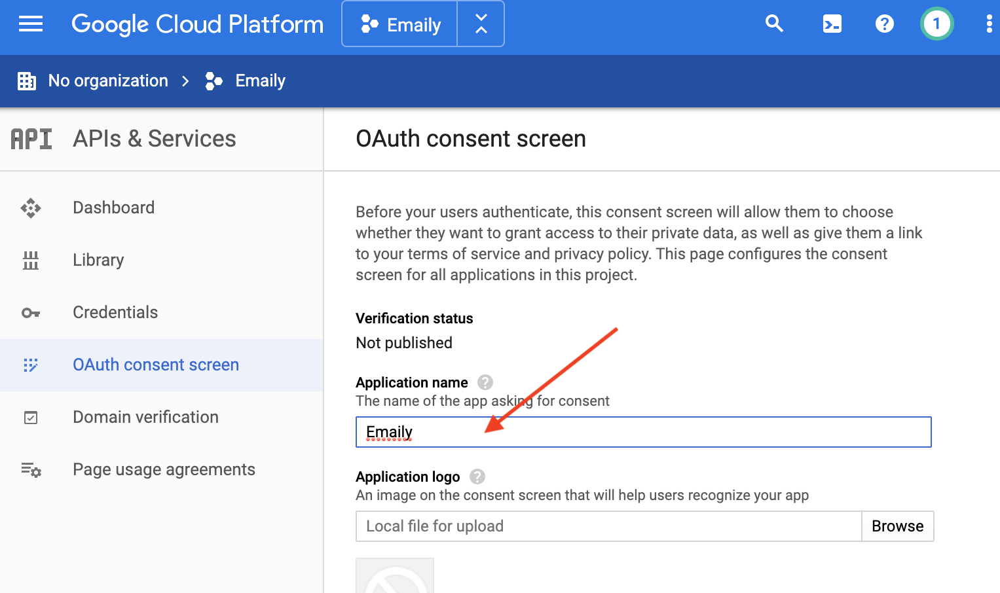 Google Cloud Platform Emaily 1
No organization Emaily
API APIs & Services
Dashboard
Library
Credentials
OAuth consent screen
Domain verification
Page usage agreements
OAuth consent screen
Before your users authenticate, this consent screen will allow them to choose
whether they want to grant access to their private data, as well as give them a link
to your terms of service and privacy policy. This page configures the consent
screen for all applications in this project.
Verification status
Not published
Application name ?
The name of the app asking for consent
Emaily
Application logo ?
An image on the consent screen that will help users recognize your app
Local file for upload Browse